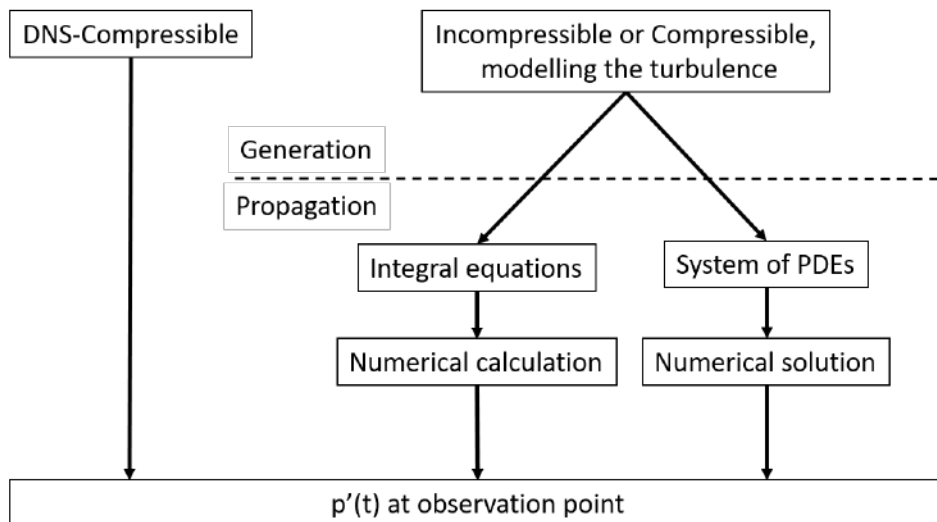 DNS-Compressible
Incompressible or Compressible,
modelling the turbulence
Generation
Propagation
Integral equations
System of PDEs
Numerical calculation
Numerical solution
p’(t) at observation point